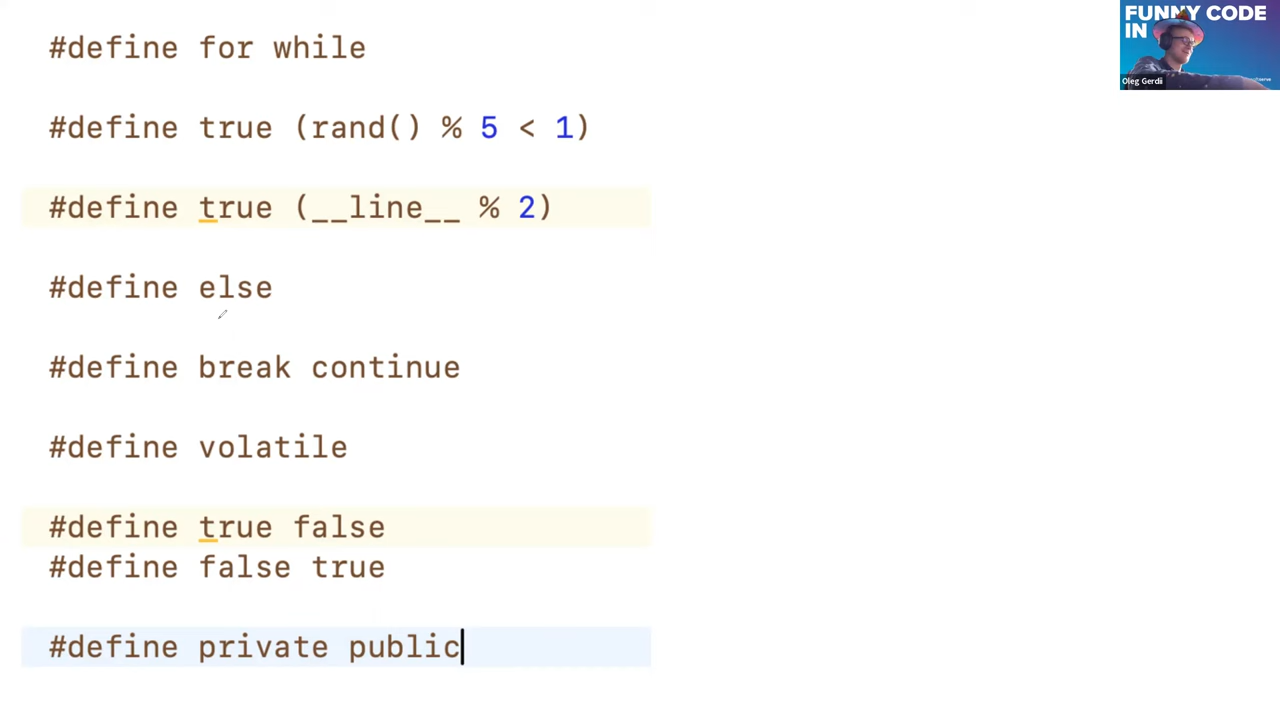 #define for while
#define true (rand() % 5 < 1)
#define true (__line__ % 2)
#define else
#define break continue
#define volatile
#define true false
#define false true
#define private public
FUNNY CODE
IN
Oleg Gerdii